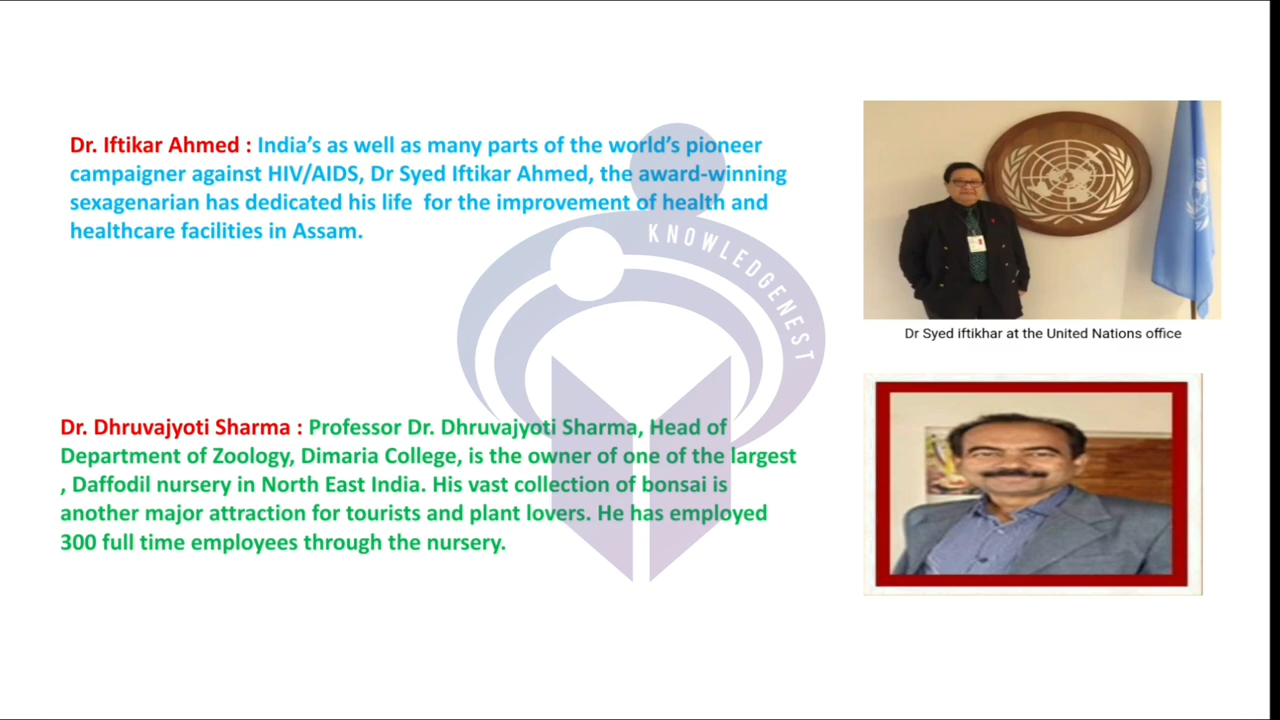 Dr. Iftikar Ahmed : India’s as well as many parts of the world’s pioneer
campaigner against HIV/AIDS, Dr Syed Iftikar Ahmed, the award-winning
sexagenarian has dedicated his life for the improvement of health and
healthcare facilities in Assam.
KNOWLEDGENEST
Dr Syed iftikhar at the United Nations office
Dr. Dhruvajyoti Sharma : Professor Dr. Dhruvajyoti Sharma, Head of
Department of Zoology, Dimaria College, is the owner of one of the largest
, Daffodil nursery in North East India. His vast collection of bonsai is
another major attraction for tourists and plant lovers. He has employed
300 full time employees through the nursery.